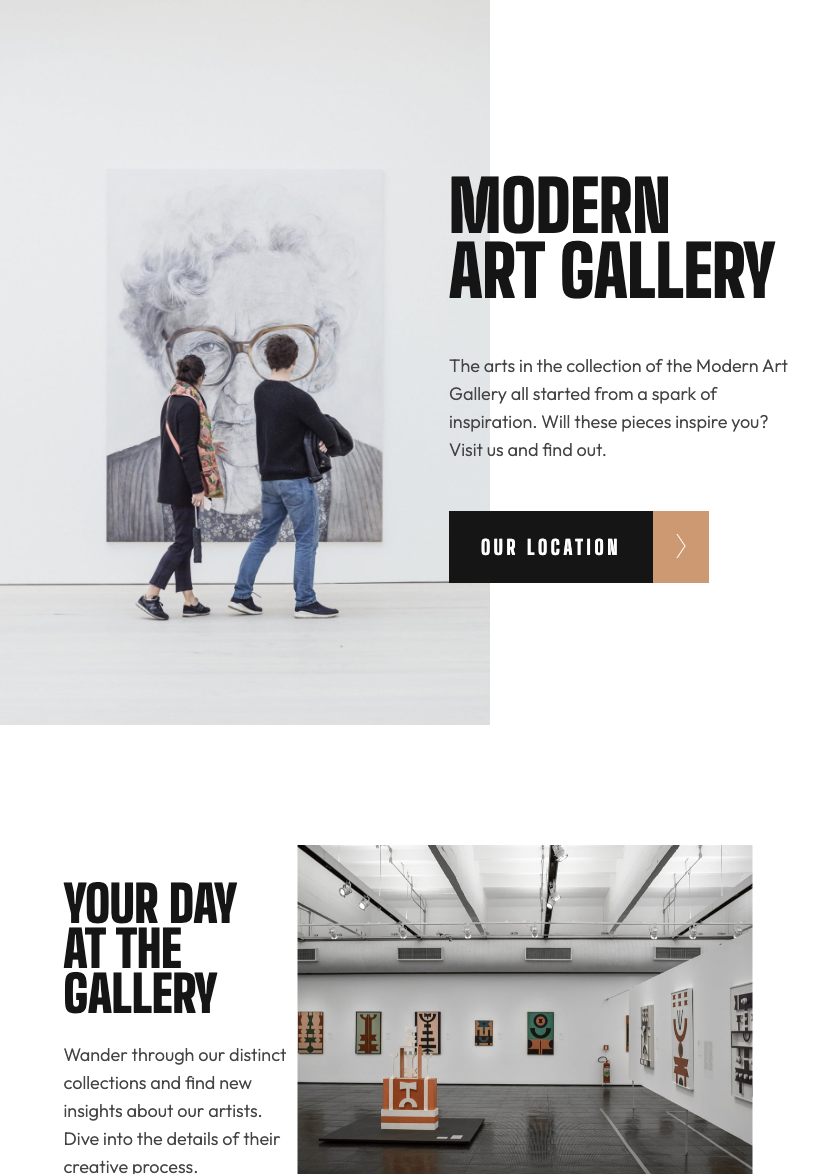 MODERN
ART GALLERY
The arts in the collection of the Modern Art
Gallery all started from a spark of
inspiration. Will these pieces inspire you?
Visit us and find out.
OUR LOCATION
YOUR DAY
AT THE
GALLERY
Wander through our distinct
collections and find new
insights about our artists.
Dive into the details of their
creative process.